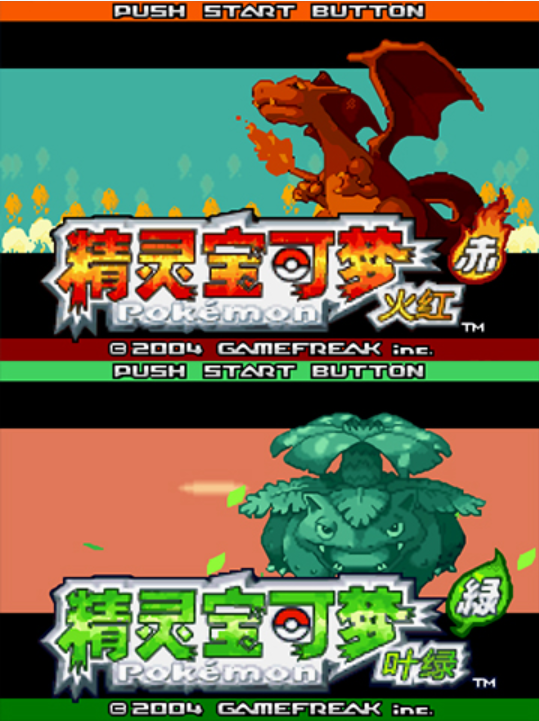 PUSH START BUTTON
精灵宝可梦
赤
Pokémon
火红
TM
©2004 GAMEFREAK inc.
PUSH START BUTTON
精灵宝可梦
緑
Pokémon
叶绿
TM
©2004 GAMEFREAK inc.